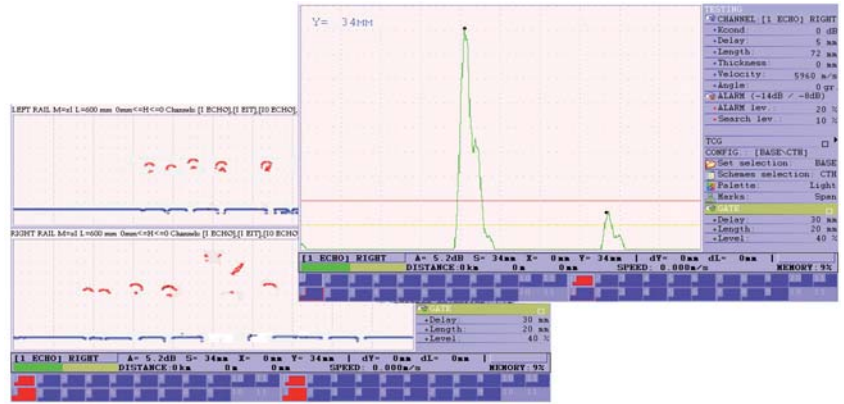 Y= 34MM
TESTING
CHANNEL [1 ECHO] RIGHT
Kcond: 0 dB
Delay: 5 mm
Length: 72 mm
Thickness: 0 mm
Velocity: 5960 m/s
Angle: 0 gr.
ALARM (-14dB / -8dB)
ALARM lev.: 20 %
Search lev.: 10 %
TCG
CONFIG.: [BASE\CTH]
Set selection: BASE
Schemes selection: CTH
Palette: Light
Marks: Span
GATE
Delay: 30 mm
Length: 20 mm
Level: 40 %
[1 ECHO] RIGHT A= 5.2dB S= 34mm X= 0mm Y= 34mm | dY= 0mm dL= 0mm |
DISTANCE:0km 0m 0mm SPEED: 0.000m/s MEMORY:9%
LEFT RAIL M=x1 L=600 mm 0mm<=H<=0 Channels [1 ECHO],[1 EIT],[10 ECHO
RIGHT RAIL M=x1 L=600 mm 0mm<=H<=0 Channels [1 ECHO],[1 EIT],[10 ECHO
GATE
Delay: 30 mm
Length: 20 mm
Level: 40 %
[1 ECHO] RIGHT A= 5.2dB S= 34mm X= 0mm Y= 34mm | dY= 0mm dL= 0mm |
DISTANCE:0km 0m 0mm SPEED: 0.000m/s MEMORY:9%